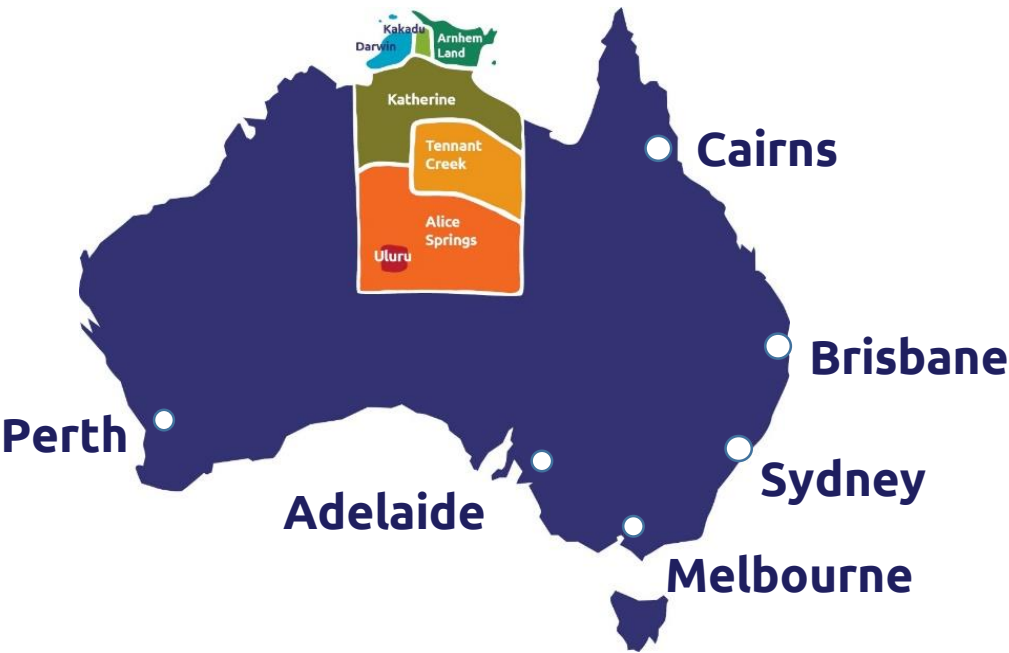 Kakadu
Darwin
Arnhem
Land
Katherine
Tennant
Creek
Alice
Springs
Uluru
Cairns
Brisbane
Perth
Sydney
Adelaide
Melbourne